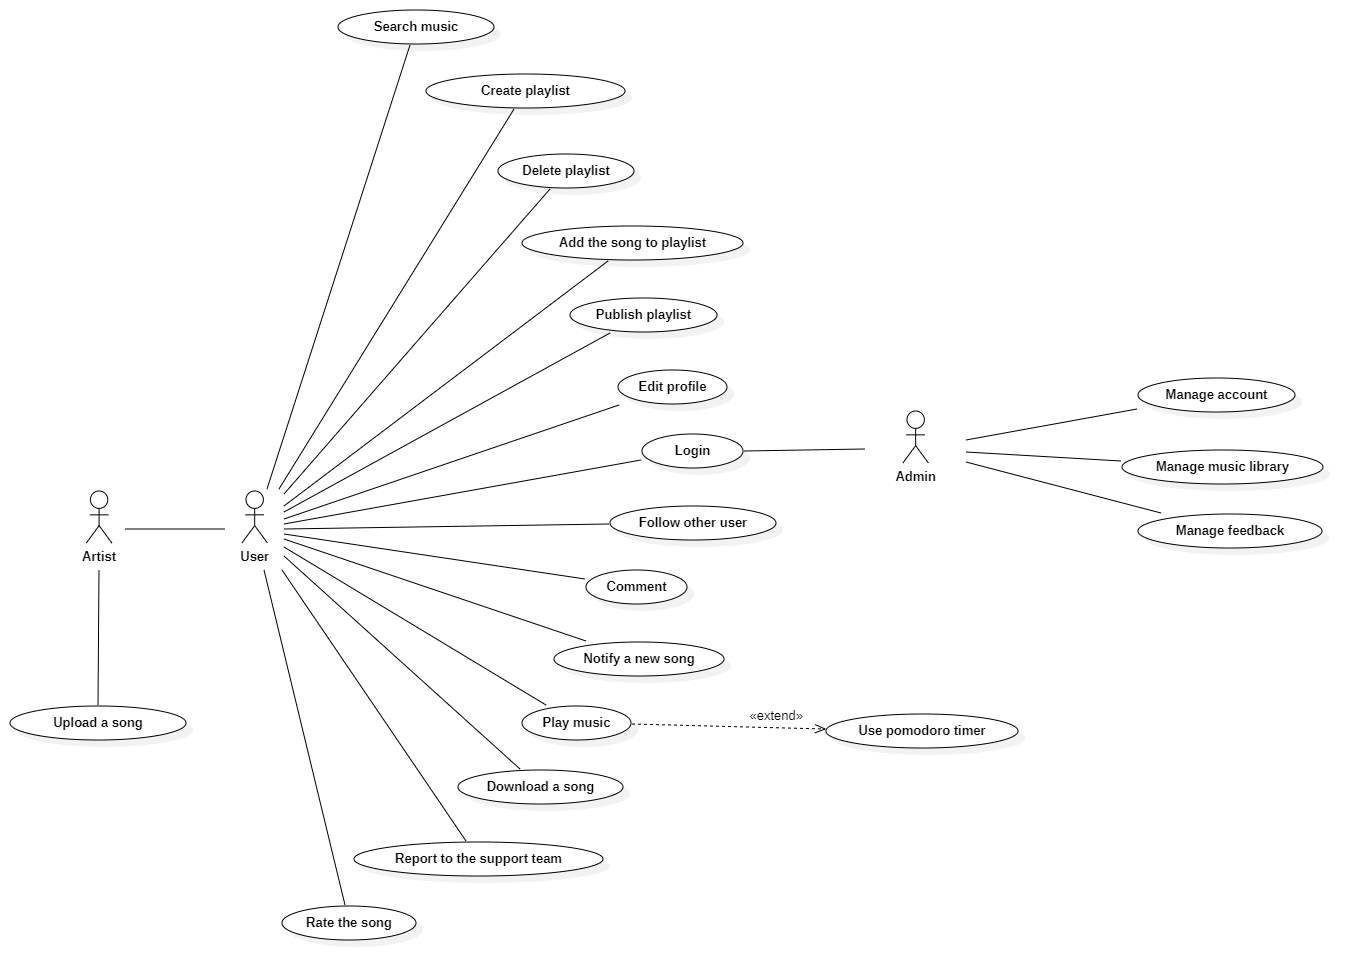 Search music
Create playlist
Delete playlist
Add the song to playlist
Publish playlist
Edit profile
Manage account
Login
Admin
Manage music library
Follow other user
Manage feedback
Artist
User
Comment
Notify a new song
Upload a song
Play music
«extend»
Use pomodoro timer
Download a song
Report to the support team
Rate the song